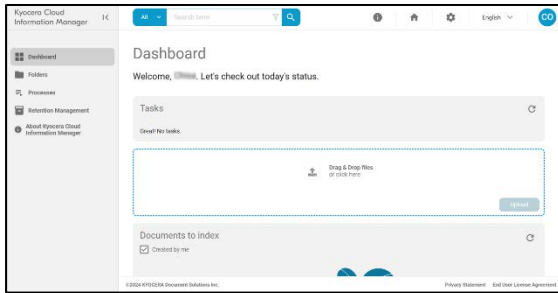 Kyocera Cloud
Information Manager
All
Search here
English
CO
Dashboard
Folders
Processes
Retention Management
About Kyocera Cloud
Information Manager
Dashboard
Welcome, . Let's check out today's status.
Tasks
Great! No tasks.
Drag & Drop files
or click here
Upload
Documents to index
Created by me
©2024 KYOCERA Document Solutions Inc.
Privacy Statement End User License Agreement